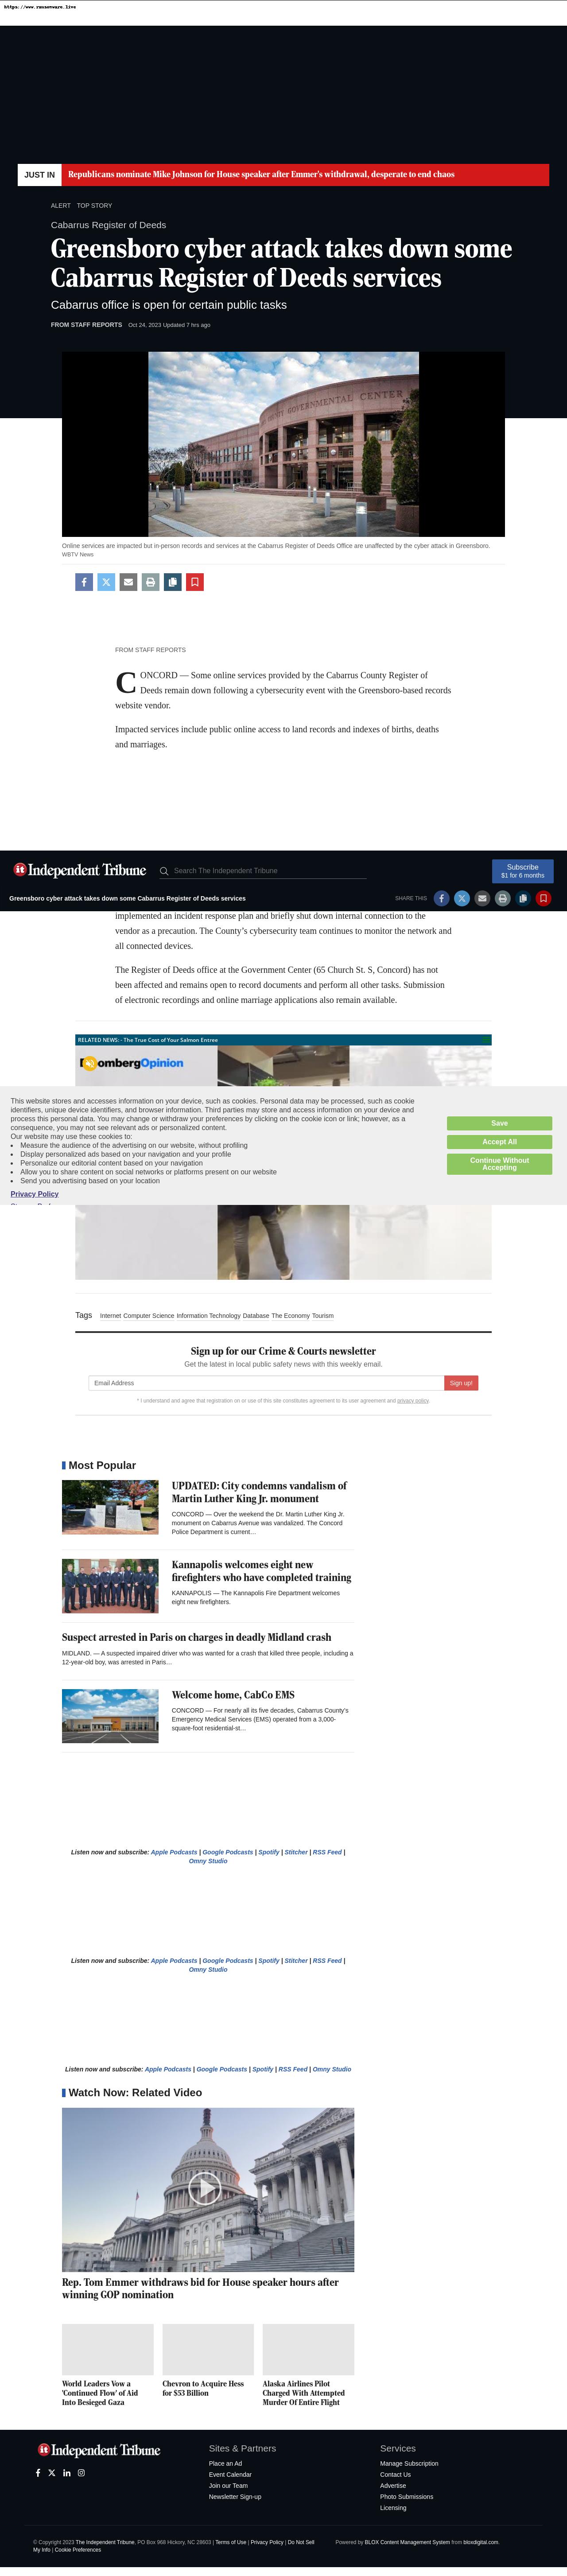 https://www.ransomware.live
JUST IN
Republicans nominate Mike Johnson for House speaker after Emmer's withdrawal, desperate to end chaos
ALERT TOP STORY
Cabarrus Register of Deeds
Greensboro cyber attack takes down some
Cabarrus Register of Deeds services
Cabarrus office is open for certain public tasks
FROM STAFF REPORTS Oct 24, 2023 Updated 7 hrs ago
GOVERNMENTAL CENTER
Online services are impacted but in-person records and services at the Cabarrus Register of Deeds Office are unaffected by the cyber attack in Greensboro.
WBTV News
FROM STAFF REPORTS
CONCORD — Some online services provided by the Cabarrus County Register of
Deeds remain down following a cybersecurity event with the Greensboro-based records
website vendor.
Impacted services include public online access to land records and indexes of births, deaths
and marriages.
Independent Tribune
Search The Independent Tribune
Subscribe
$1 for 6 months
Greensboro cyber attack takes down some Cabarrus Register of Deeds services
SHARE THIS
implemented an incident response plan and briefly shut down internal connection to the
vendor as a precaution. The County's cybersecurity team continues to monitor the network and
all connected devices.
The Register of Deeds office at the Government Center (65 Church St. S, Concord) has not
been affected and remains open to record documents and perform all other tasks. Submission
of electronic recordings and online marriage applications also remain available.
RELATED NEWS: - The True Cost of Your Salmon Entree
ombergOpinion
This website stores and accesses information on your device, such as cookies. Personal data may be processed, such as cookie
identifiers, unique device identifiers, and browser information. Third parties may store and access information on your device and
process this personal data. You may change or withdraw your preferences by clicking on the cookie icon or link; however, as a
consequence, you may not see relevant ads or personalized content.
Our website may use these cookies to:
• Measure the audience of the advertising on our website, without profiling
• Display personalized ads based on your navigation and your profile
• Personalize our editorial content based on your navigation
• Allow you to share content on social networks or platforms present on our website
• Send you advertising based on your location
Privacy Policy
Save
Accept All
Continue Without
Accepting
Tags Internet Computer Science Information Technology Database The Economy Tourism
Sign up for our Crime & Courts newsletter
Get the latest in local public safety news with this weekly email.
Email Address
Sign up!
* I understand and agree that registration on or use of this site constitutes agreement to its user agreement and privacy policy.
Most Popular
UPDATED: City condemns vandalism of
Martin Luther King Jr. monument
CONCORD — Over the weekend the Dr. Martin Luther King Jr.
monument on Cabarrus Avenue was vandalized. The Concord
Police Department is current…
Kannapolis welcomes eight new
firefighters who have completed training
KANNAPOLIS — The Kannapolis Fire Department welcomes
eight new firefighters.
Suspect arrested in Paris on charges in deadly Midland crash
MIDLAND. — A suspected impaired driver who was wanted for a crash that killed three people, including a
12-year-old boy, was arrested in Paris…
Welcome home, CabCo EMS
CONCORD — For nearly all its five decades, Cabarrus County's
Emergency Medical Services (EMS) operated from a 3,000-
square-foot residential-st…
Listen now and subscribe: Apple Podcasts | Google Podcasts | Spotify | Stitcher | RSS Feed |
Omny Studio
Listen now and subscribe: Apple Podcasts | Google Podcasts | Spotify | Stitcher | RSS Feed |
Omny Studio
Listen now and subscribe: Apple Podcasts | Google Podcasts | Spotify | RSS Feed | Omny Studio
Watch Now: Related Video
Rep. Tom Emmer withdraws bid for House speaker hours after
winning GOP nomination
World Leaders Vow a
'Continued Flow' of Aid
Into Besieged Gaza
Chevron to Acquire Hess
for $53 Billion
Alaska Airlines Pilot
Charged With Attempted
Murder Of Entire Flight
Independent Tribune
Sites & Partners
Place an Ad
Event Calendar
Join our Team
Newsletter Sign-up
Services
Manage Subscription
Contact Us
Advertise
Photo Submissions
Licensing
© Copyright 2023 The Independent Tribune, PO Box 968 Hickory, NC 28603 | Terms of Use | Privacy Policy | Do Not Sell
My Info | Cookie Preferences
Powered by BLOX Content Management System from bloxdigital.com.